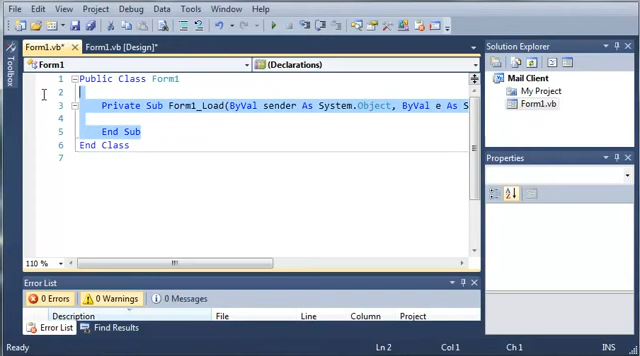 File Edit View Project Build Debug Data Tools Test Window Help
Form1.vb* Form1.vb [Design]*
Toolbox
Form1 (Declarations)
1 Public Class Form1
2
3 Private Sub Form1_Load(ByVal sender As System.Object, ByVal e As S
4
5 End Sub
6 End Class
7
110 %
Error List
0 Errors 0 Warnings 0 Messages
Description File Line Column Project
Error List Find Results
Solution Explorer
Mail Client
My Project
Form1.vb
Properties
Ln 2 Col 1 Ch 1 INS